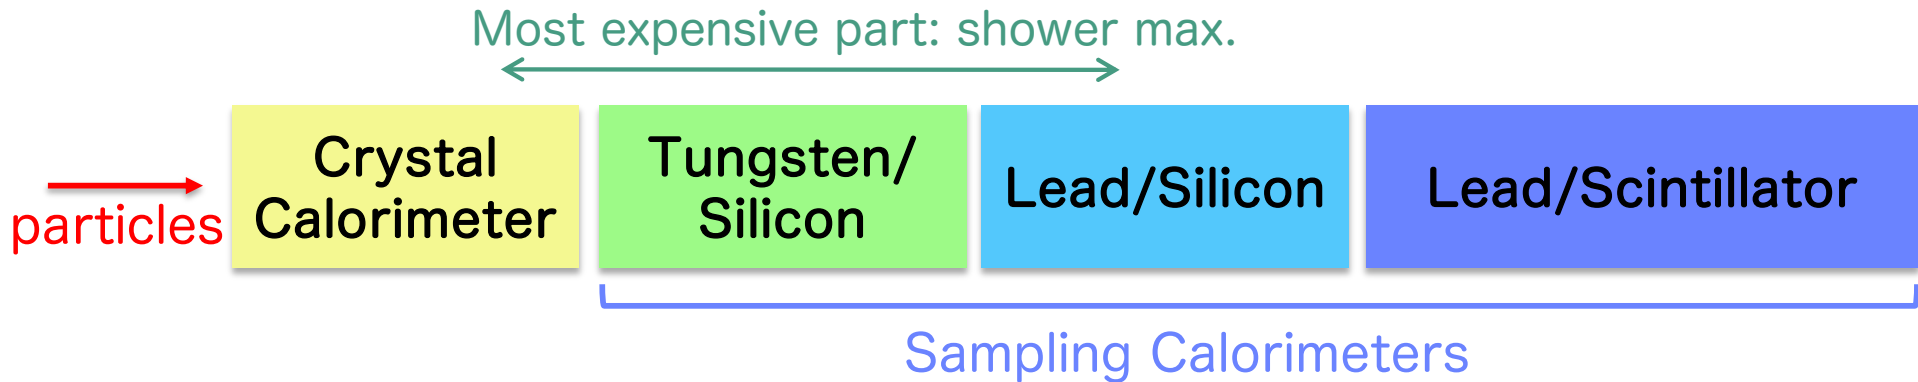 Most expensive part: shower max.
particles
Crystal
Calorimeter
Tungsten/
Silicon
Lead/Silicon
Lead/Scintillator
Sampling Calorimeters